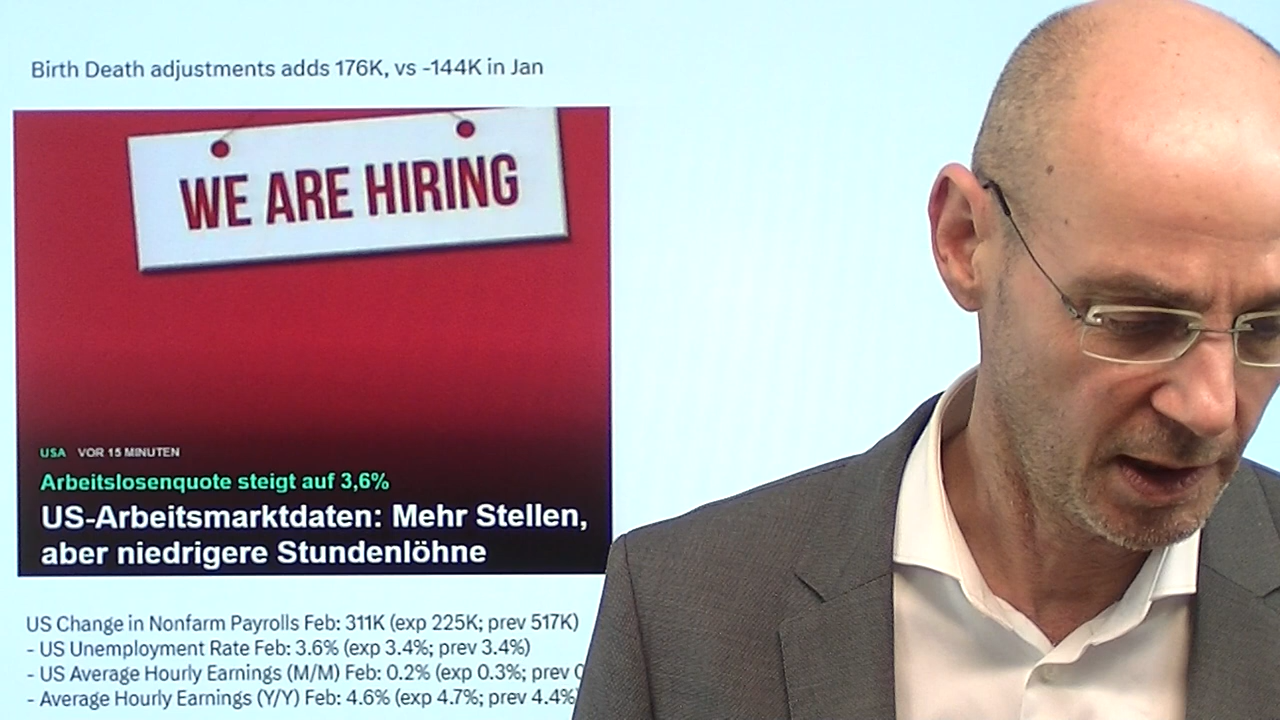 Birth Death adjustments adds 176K, vs -144K in Jan
WE ARE HIRING
USA VOR 15 MINUTEN
Arbeitslosenquote steigt auf 3,6%
US-Arbeitsmarktdaten: Mehr Stellen,
aber niedrigere Stundenlöhne
US Change in Nonfarm Payrolls Feb: 311K (exp 225K; prev 517K)
- US Unemployment Rate Feb: 3.6% (exp 3.4%; prev 3.4%)
- US Average Hourly Earnings (M/M) Feb: 0.2% (exp 0.3%; prev
- Average Hourly Earnings (Y/Y) Feb: 4.6% (exp 4.7%; prev 4.4%)